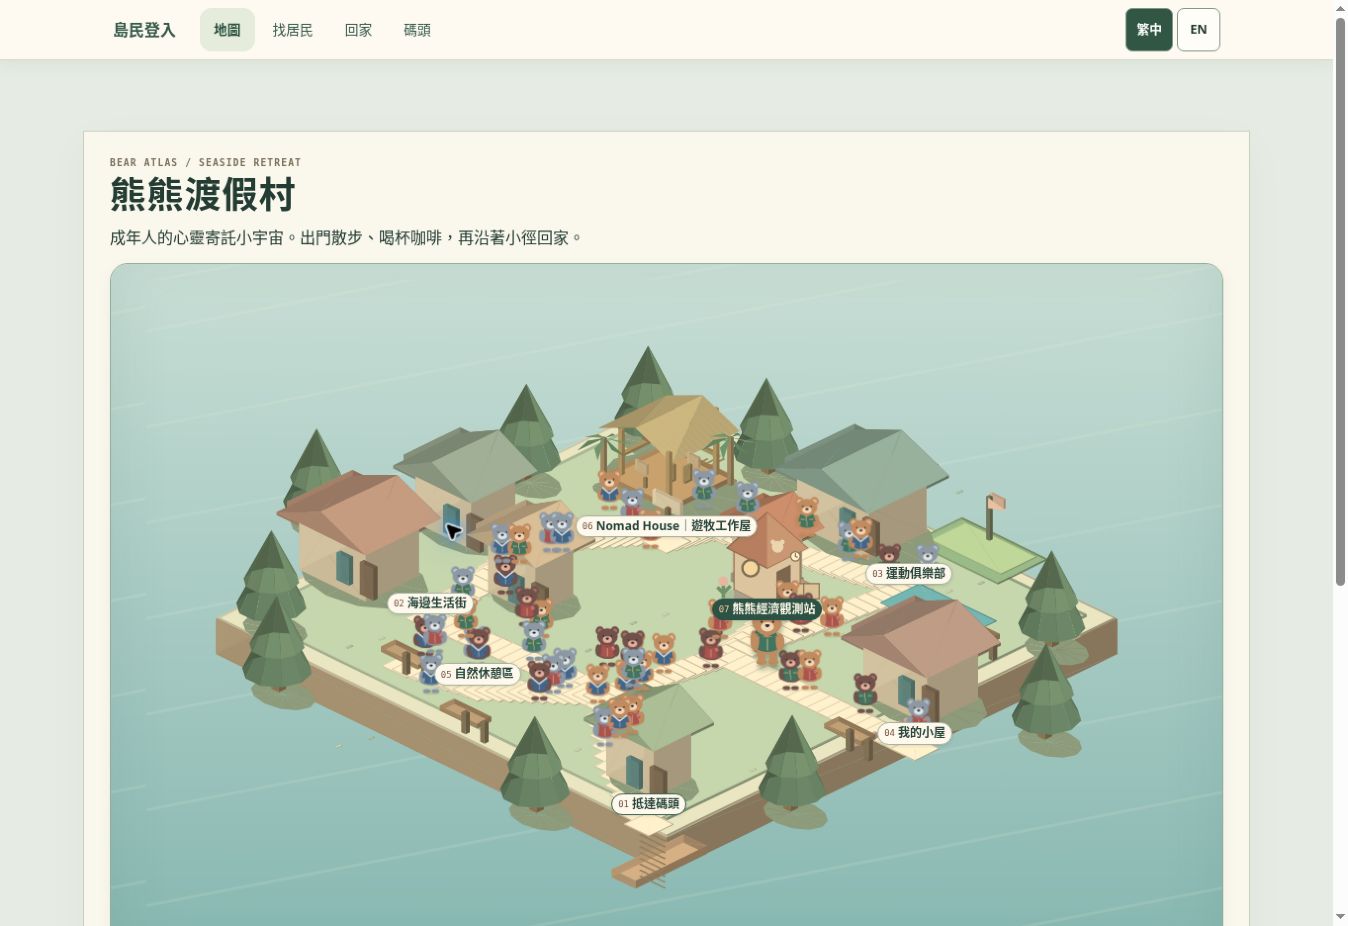 島民登入 地圖 找居民 回家 碼頭 繁中 EN
BEAR ATLAS / SEASIDE RETREAT
熊熊渡假村
成年人的心靈寄託小宇宙。出門散步、喝杯咖啡，再沿著小徑回家。
06 Nomad House｜遊牧工作屋
03 運動俱樂部
02 海邊生活街
07 熊熊經濟觀測站
05 自然休憩區
04 我的小屋
01 抵達碼頭